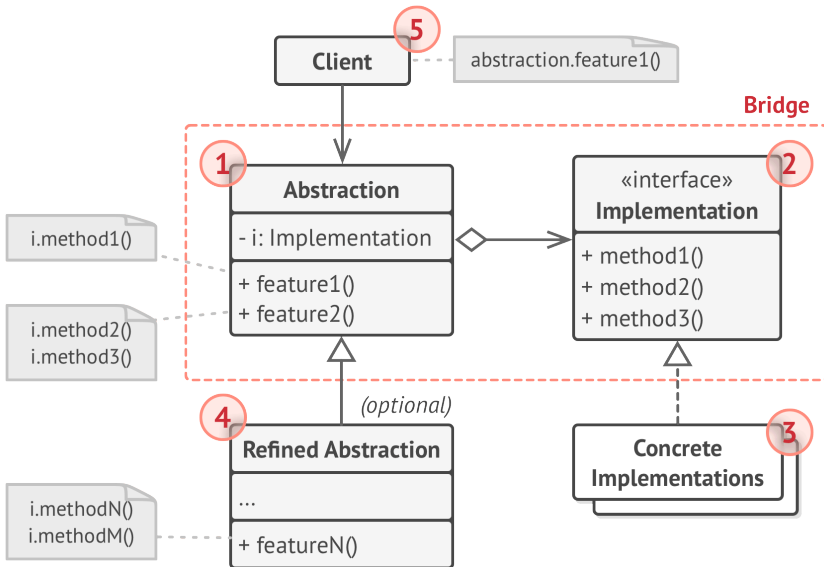 5
Client
abstraction.feature1()
Bridge
1
Abstraction
- i: Implementation
+ feature1()
+ feature2()
2
«interface»
Implementation
+ method1()
+ method2()
+ method3()
i.method1()
i.method2()
i.method3()
(optional)
4
Refined Abstraction
...
+ featureN()
3
Concrete
Implementations
i.methodN()
i.methodM()